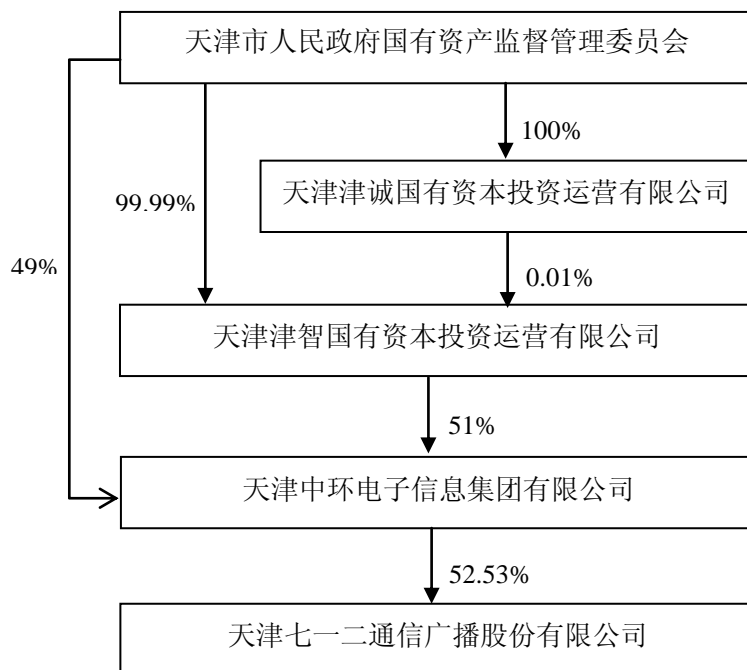 天津市人民政府国有资产监督管理委员会
100%
天津津诚国有资本投资运营有限公司
99.99%
49%
0.01%
天津津智国有资本投资运营有限公司
51%
天津中环电子信息集团有限公司
52.53%
天津七一二通信广播股份有限公司